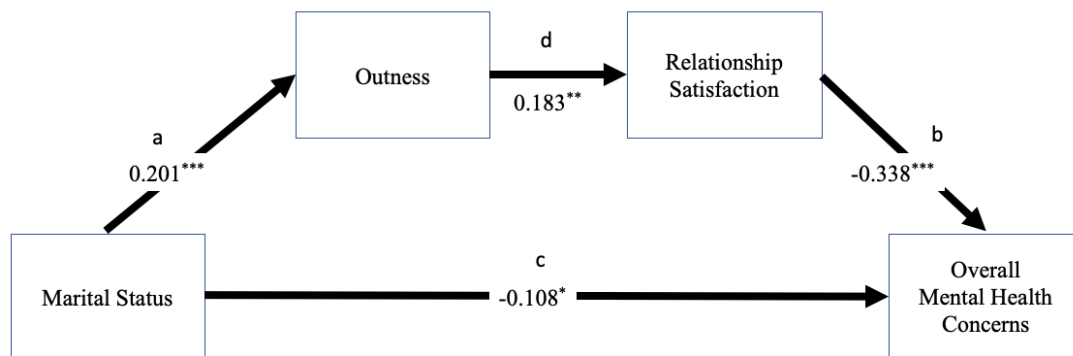 d
Outness
Relationship
Satisfaction
0.183**
a
b
0.201***
-0.338***
c
Marital Status
-0.108*
Overall
Mental Health
Concerns